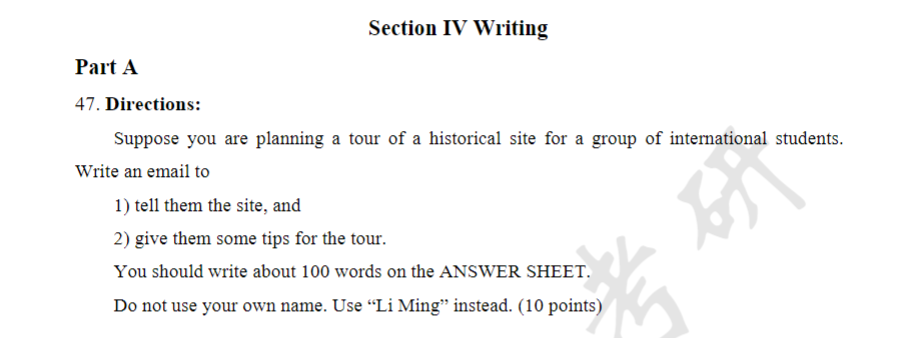 Section IV Writing
Part A
47. Directions:
Suppose you are planning a tour of a historical site for a group of international students.
Write an email to
1) tell them the site, and
2) give them some tips for the tour.
You should write about 100 words on the ANSWER SHEET.
Do not use your own name. Use “Li Ming” instead. (10 points)
考研